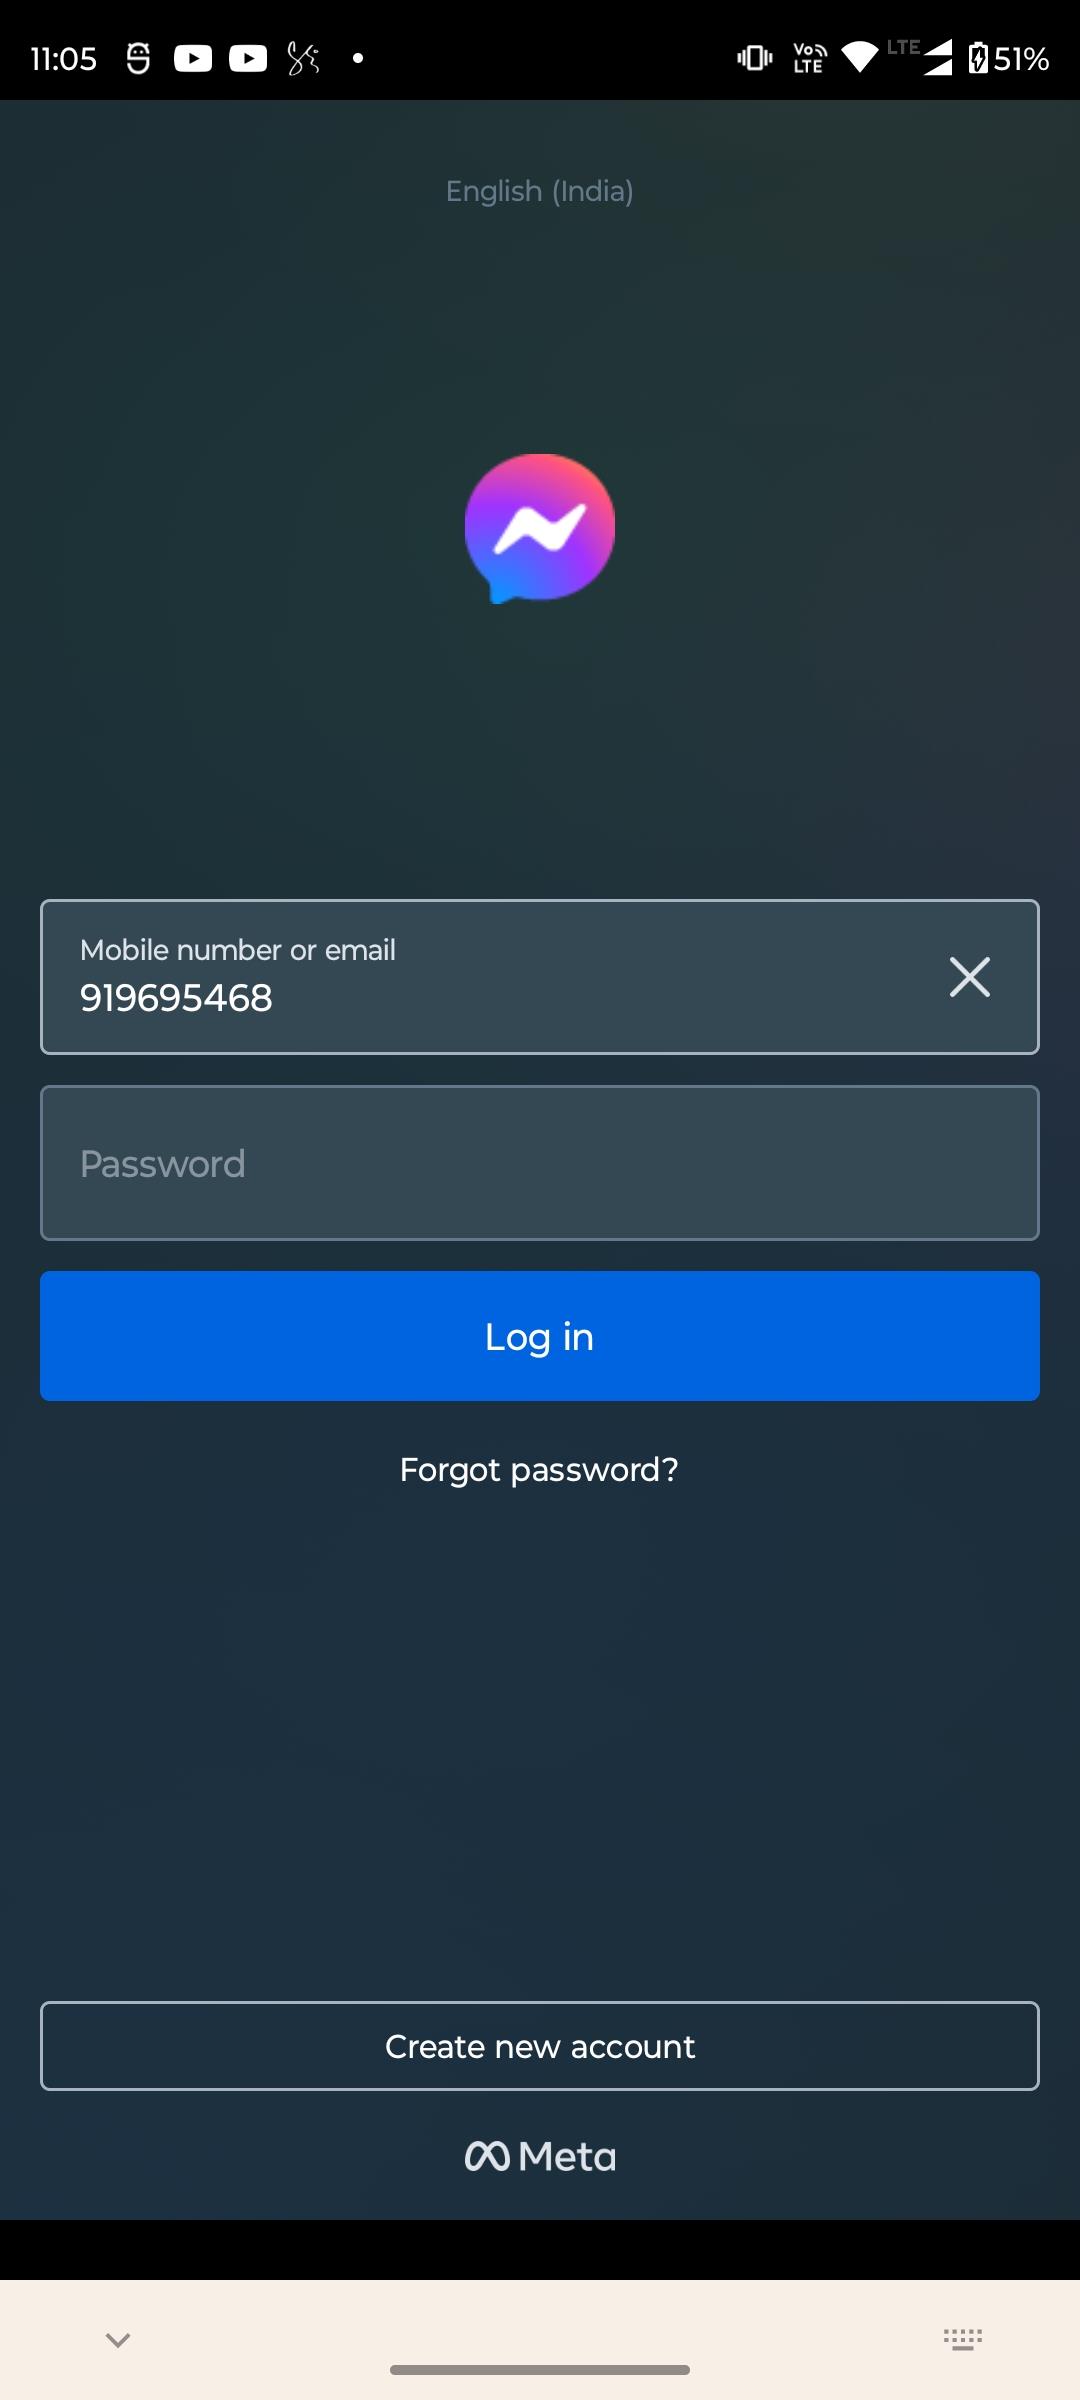 11:05
Vo
LTE
LTE
51%
English (India)
Mobile number or email
919695468
Password
Log in
Forgot password?
Create new account
Meta